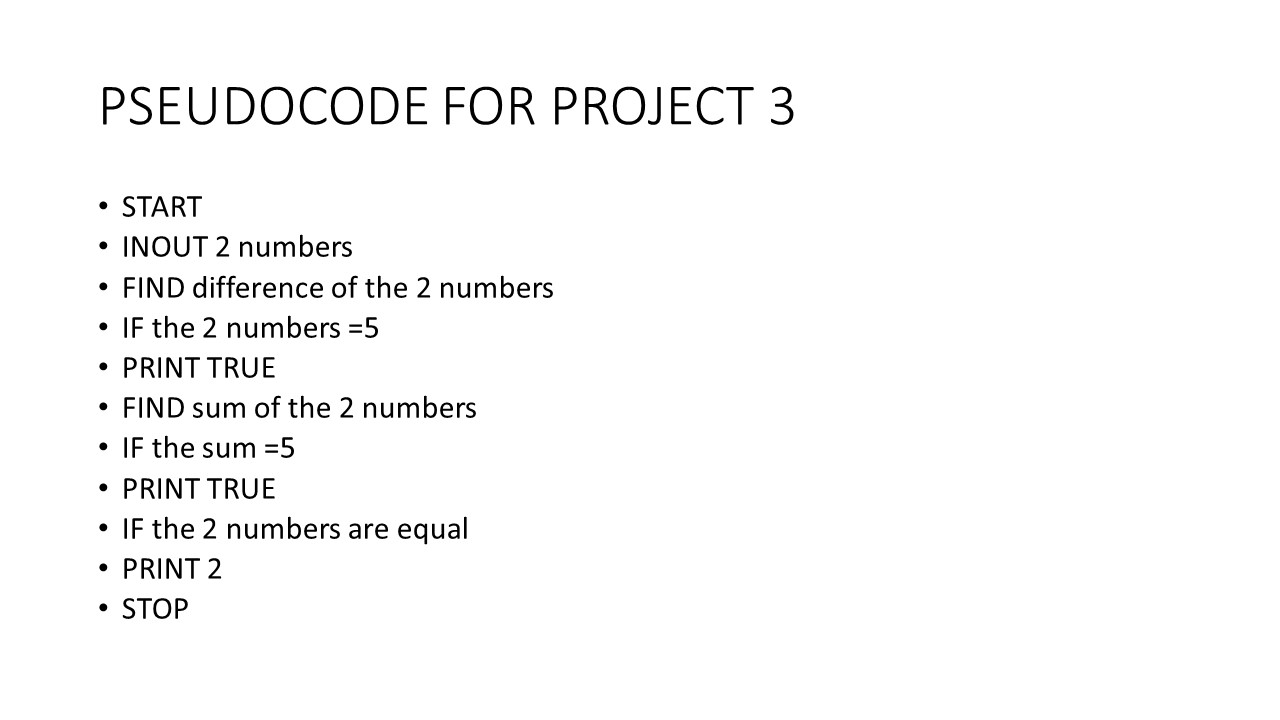 PSEUDOCODE FOR PROJECT 3
• START
• INOUT 2 numbers
• FIND difference of the 2 numbers
• IF the 2 numbers =5
• PRINT TRUE
• FIND sum of the 2 numbers
• IF the sum =5
• PRINT TRUE
• IF the 2 numbers are equal
• PRINT 2
• STOP